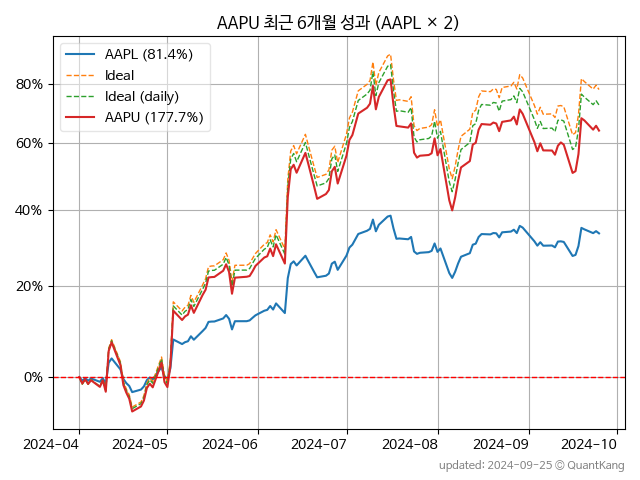 AAPU 최근 6개월 성과 (AAPL × 2)
AAPL (81.4%)
Ideal
Ideal (daily)
AAPU (177.7%)
80%
60%
40%
20%
0%
2024-04 2024-05 2024-06 2024-07 2024-08 2024-09 2024-10
updated: 2024-09-25 © QuantKang